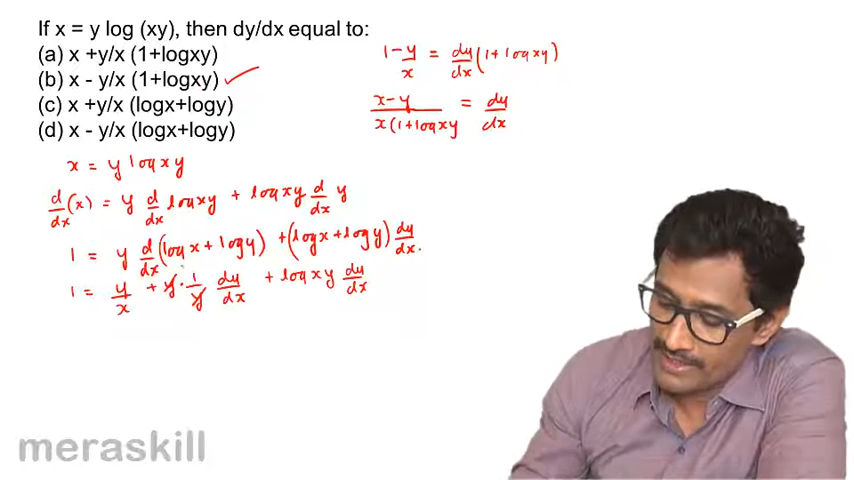 If x = y log (xy), then dy/dx equal to:
(a) x +y/x (1+logxy)
(b) x - y/x (1+logxy) ✓
(c) x +y/x (logx+logy)
(d) x - y/x (logx+logy)
x = y log xy
d/dx (x) = y d/dx log xy + log xy d/dx y
1 = y d/dx (log x + log y) + (log x + log y) dy/dx.
1 = y/x + y · 1/y dy/dx + log xy dy/dx
1 - y/x = dy/dx (1 + log xy)
x - y / x(1 + log xy = dy/dx
meraskill